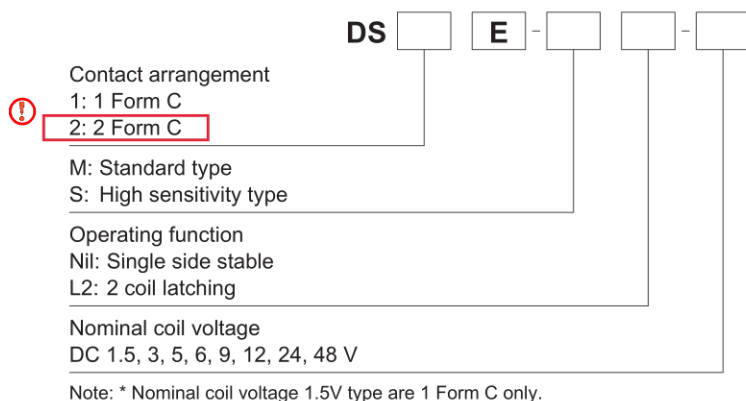 DS E - -
Contact arrangement
1: 1 Form C
2: 2 Form C
M: Standard type
S: High sensitivity type
Operating function
Nil: Single side stable
L2: 2 coil latching
Nominal coil voltage
DC 1.5, 3, 5, 6, 9, 12, 24, 48 V
Note: * Nominal coil voltage 1.5V type are 1 Form C only.